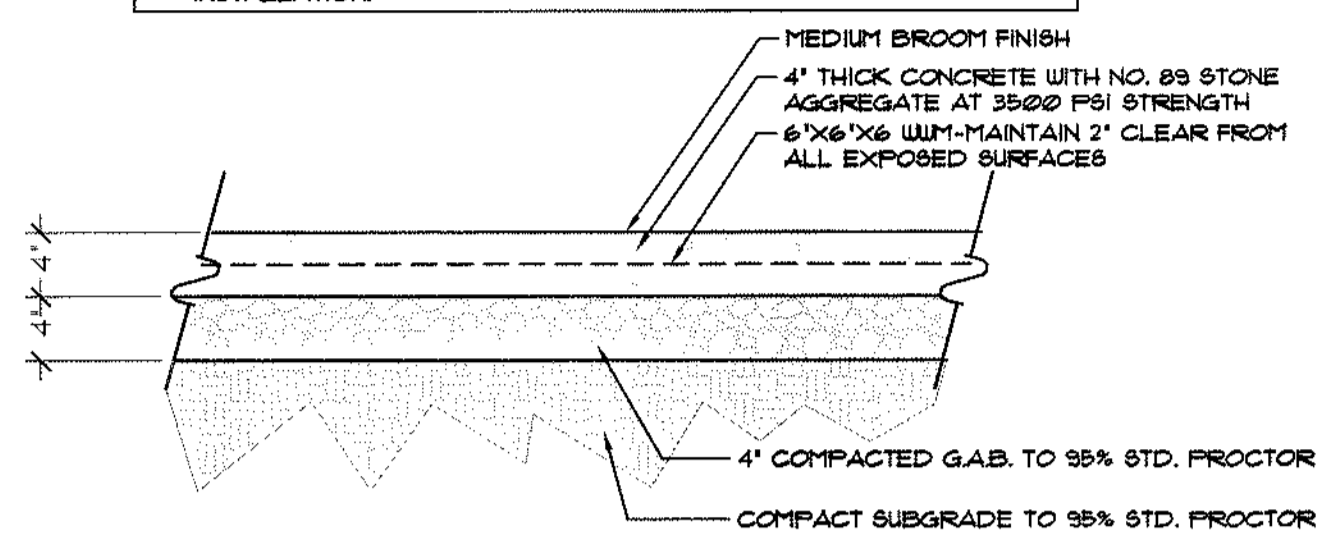 MEDIUM BROOM FINISH
4" THICK CONCRETE WITH NO. 89 STONE
AGGREGATE AT 3500 PSI STRENGTH
6"X6"X6 WWM-MAINTAIN 2" CLEAR FROM
ALL EXPOSED SURFACES
4"
4"
4" COMPACTED G.A.B. TO 95% STD. PROCTOR
COMPACT SUBGRADE TO 95% STD. PROCTOR